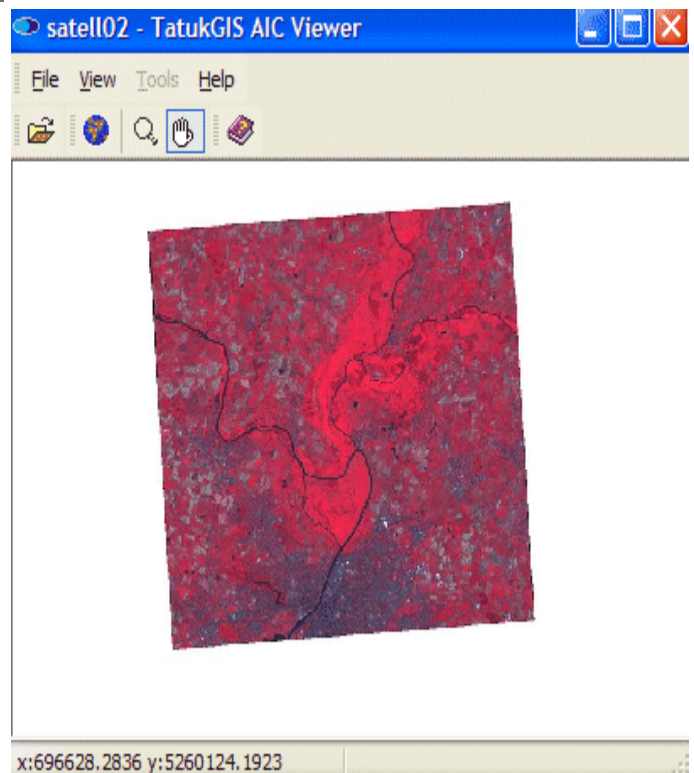 satell02 - TatukGIS AIC Viewer
File View Tools Help
x:696628.2836 y:5260124.1923